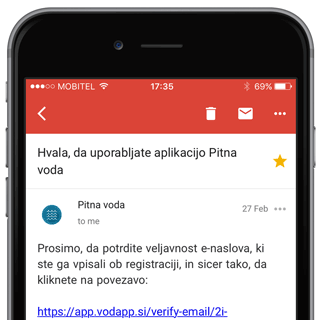 MOBITEL 17:35 69%
Hvala, da uporabljate aplikacijo Pitna
voda
Pitna voda
27 Feb
to me
Prosimo, da potrdite veljavnost e-naslova, ki
ste ga vpisali ob registraciji, in sicer tako, da
kliknete na povezavo:
https://app.vodapp.si/verify-email/2i-